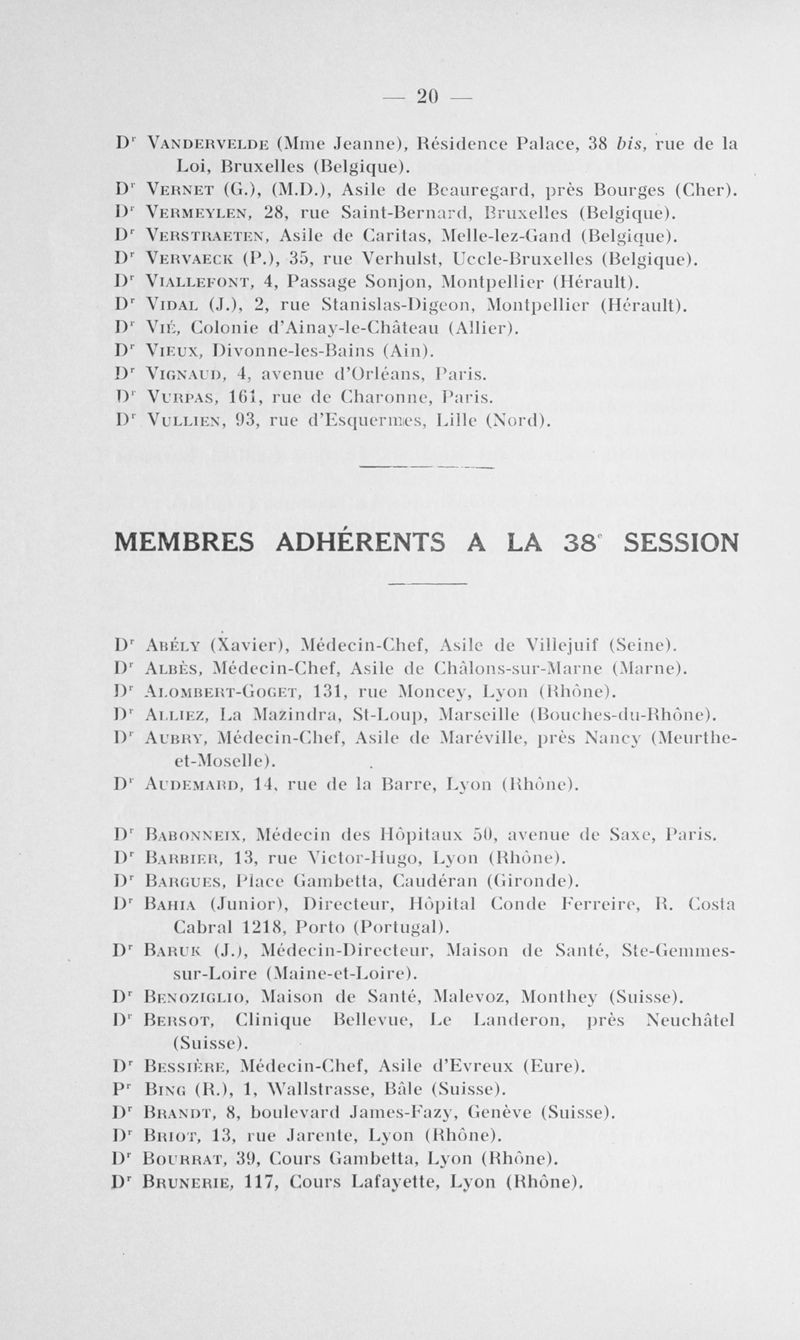 — 20 —
Dr VANDERVELDE (Mme Jeanne), Résidence Palace, 38 bis, rue de la
Loi, Bruxelles (Belgique).
Dr VERNET (G.), (M.D.), Asile de Beauregard, près Bourges (Cher).
Dr VERMEYLEN, 28, rue Saint-Bernard, Bruxelles (Belgique).
Dr VERSTRAETEN, Asile de Caritas, Melle-lez-Gand (Belgique).
Dr VERVAECK (P.), 35, rue Verhulst, Uccle-Bruxelles (Belgique).
Dr VIALLEFONT, 4, Passage Sonjon, Montpellier (Hérault).
Dr VIDAL (J.), 2, rue Stanislas-Digeon, Montpellier (Hérault).
Dr VIÉ, Colonie d'Ainay-le-Château (Allier).
Dr VIEUX, Divonne-les-Bains (Ain).
Dr VIGNAUD, 4, avenue d'Orléans, Paris.
Dr VURPAS, 161, rue de Charonne, Paris.
Dr VULLIEN, 93, rue d'Esquermes, Lille (Nord).
MEMBRES ADHÉRENTS A LA 38e SESSION
Dr ABÉLY (Xavier), Médecin-Chef, Asile de Villejuif (Seine).
Dr ALBÈS, Médecin-Chef, Asile de Châlons-sur-Marne (Marne).
Dr ALOMBERT-GOGET, 131, rue Moncey, Lyon (Rhône).
Dr ALLIEZ, La Mazindra, St-Loup, Marseille (Bouches-du-Rhône).
Dr AUBRY, Médecin-Chef, Asile de Maréville, près Nancy (Meurthe-
et-Moselle).
Dr AUDEMARD, 14, rue de la Barre, Lyon (Rhône).
Dr BABONNEIX, Médecin des Hôpitaux 50, avenue de Saxe, Paris.
Dr BARBIER, 13, rue Victor-Hugo, Lyon (Rhône).
Dr BARGUES, Place Gambetta, Caudéran (Gironde).
Dr BAHIA (Junior), Directeur, Hôpital Conde Ferreire, R. Costa
Cabral 1218, Porto (Portugal).
Dr BARUK (J.), Médecin-Directeur, Maison de Santé, Ste-Gemmes-
sur-Loire (Maine-et-Loire).
Dr BENOZIGLIO, Maison de Santé, Malevoz, Monthey (Suisse).
Dr BERSOT, Clinique Bellevue, Le Landeron, près Neuchâtel
(Suisse).
Dr BESSIÈRE, Médecin-Chef, Asile d'Evreux (Eure).
Pr BING (R.), 1, Wallstrasse, Bâle (Suisse).
Dr BRANDT, 8, boulevard James-Fazy, Genève (Suisse).
Dr BRIOT, 13, rue Jarente, Lyon (Rhône).
Dr BOURRAT, 39, Cours Gambetta, Lyon (Rhône).
Dr BRUNERIE, 117, Cours Lafayette, Lyon (Rhône).